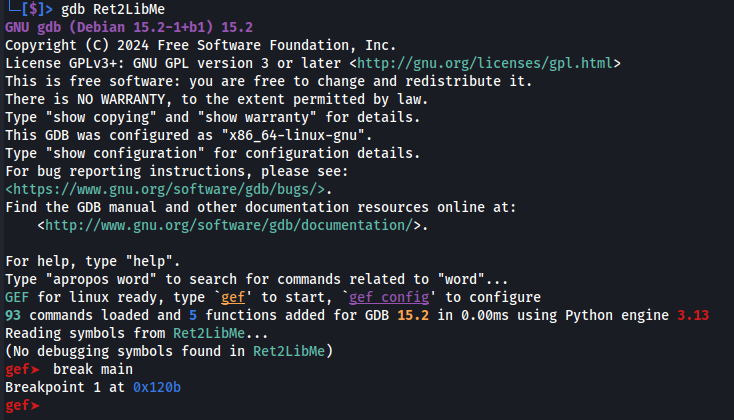 └─[$]> gdb Ret2LibMe
GNU gdb (Debian 15.2-1+b1) 15.2
Copyright (C) 2024 Free Software Foundation, Inc.
License GPLv3+: GNU GPL version 3 or later <http://gnu.org/licenses/gpl.html>
This is free software: you are free to change and redistribute it.
There is NO WARRANTY, to the extent permitted by law.
Type "show copying" and "show warranty" for details.
This GDB was configured as "x86_64-linux-gnu".
Type "show configuration" for configuration details.
For bug reporting instructions, please see:
<https://www.gnu.org/software/gdb/bugs/>.
Find the GDB manual and other documentation resources online at:
    <http://www.gnu.org/software/gdb/documentation/>.

For help, type "help".
Type "apropos word" to search for commands related to "word"...
GEF for linux ready, type `gef' to start, `gef config' to configure
93 commands loaded and 5 functions added for GDB 15.2 in 0.00ms using Python engine 3.13
Reading symbols from Ret2LibMe...
(No debugging symbols found in Ret2LibMe)
gef➤  break main
Breakpoint 1 at 0x120b
gef➤